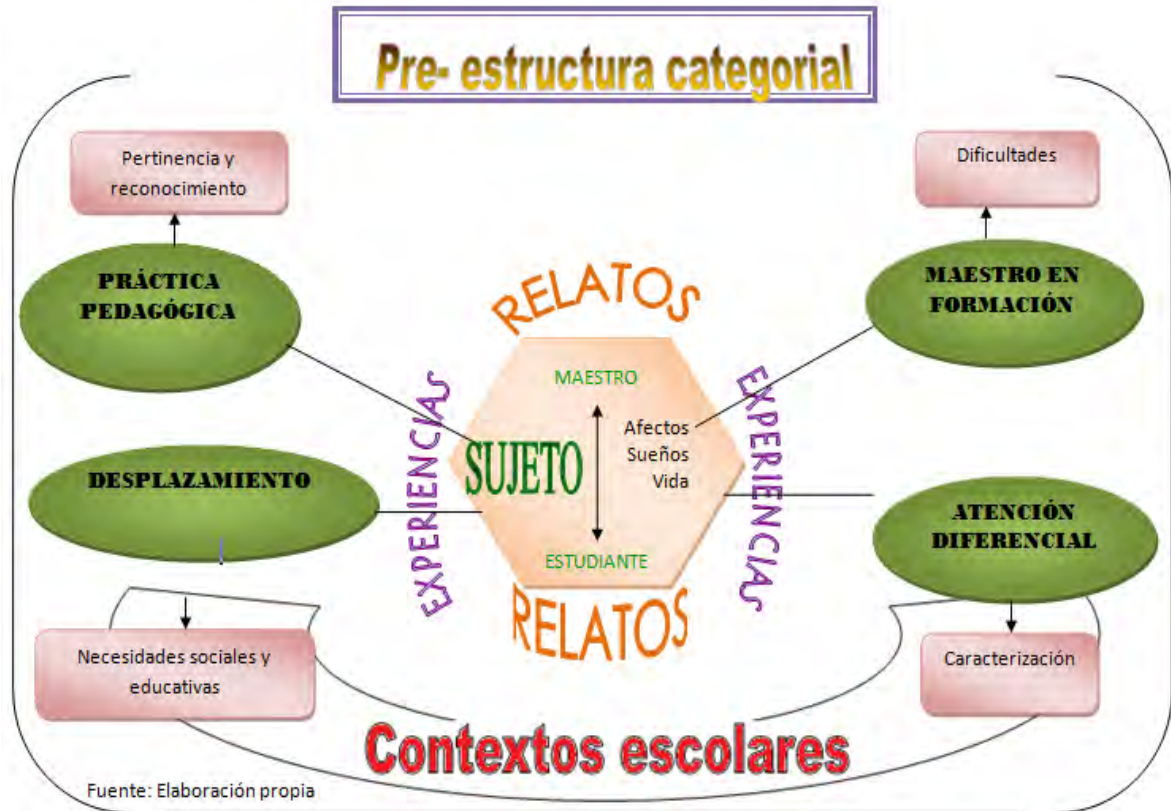 Pre- estructura categorial
Pertinencia y
reconocimiento
Dificultades
PRÁCTICA
PEDAGÓGICA
MAESTRO EN
FORMACIÓN
RELATOS
EXPERIENCIAS
MAESTRO
SUJETO
Afectos
Sueños
Vida
ESTUDIANTE
EXPERIENCIAS
RELATOS
DESPLAZAMIENTO
ATENCIÓN
DIFERENCIAL
Necesidades sociales y
educativas
Caracterización
Contextos escolares
Fuente: Elaboración propia